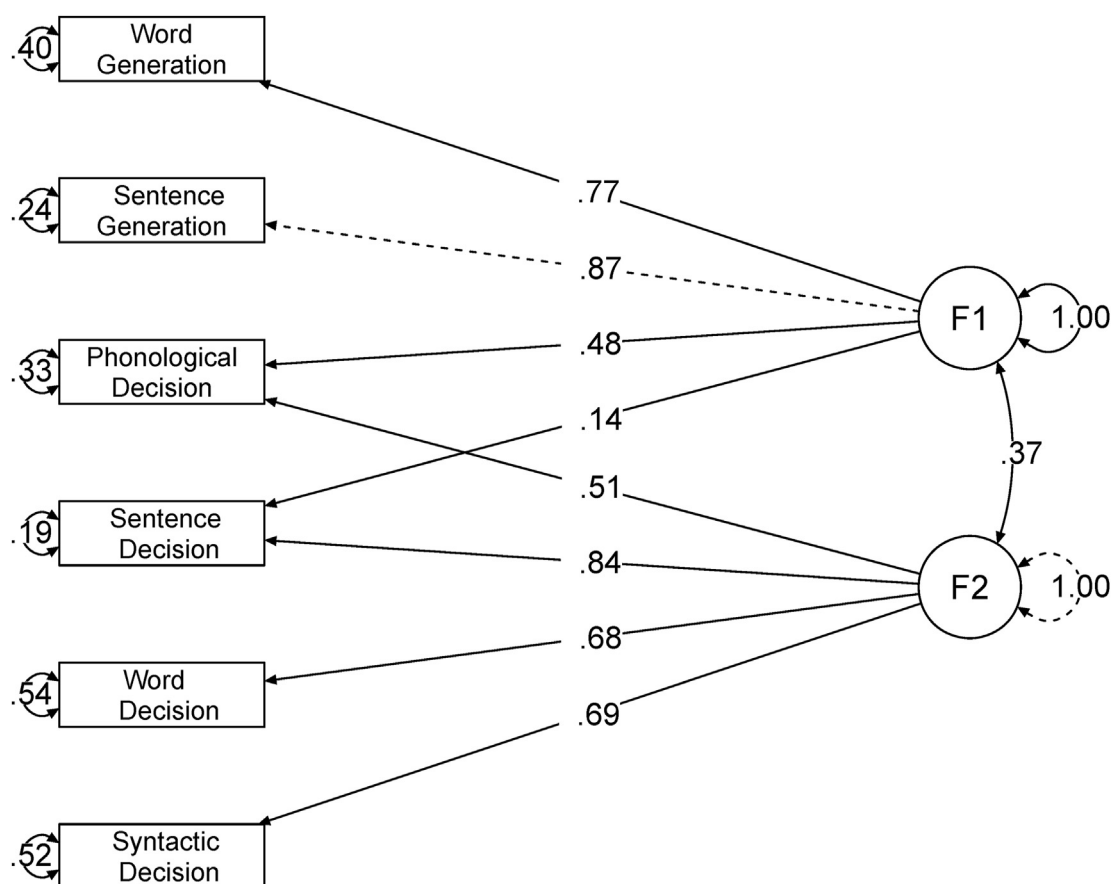 .40
Word
Generation
.77
.24
Sentence
Generation
.87
F1
1.00
.33
Phonological
Decision
.48
.14
.37
.51
.19
Sentence
Decision
.84
F2
1.00
.68
.54
Word
Decision
.69
.52
Syntactic
Decision